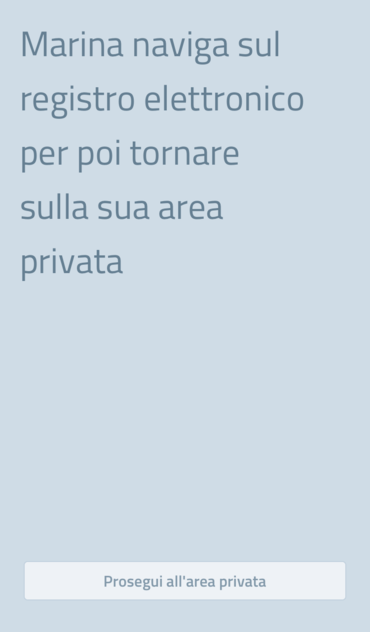 Marina naviga sul
registro elettronico
per poi tornare
sulla sua area
privata
Prosegui all'area privata